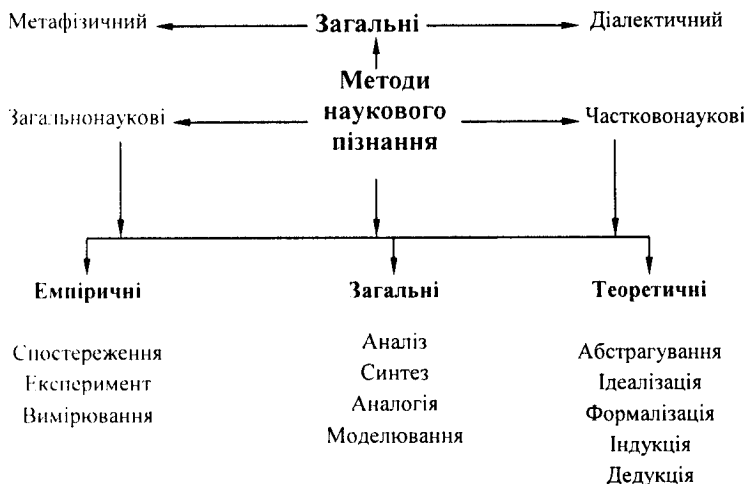 Метафізичний Загальні Діалектичний
Методи
наукового
пізнання
Загальнонаукові Частковонаукові
Емпіричні Загальні Теоретичні
Спостереження
Експеримент
Вимірювання
Аналіз
Синтез
Аналогія
Моделювання
Абстрагування
Ідеалізація
Формалізація
Індукція
Дедукція